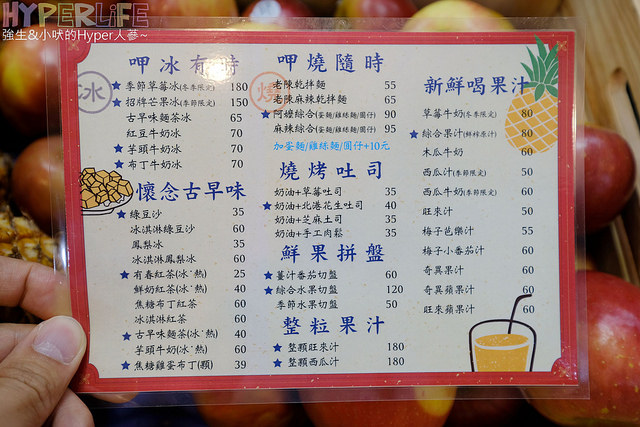 HYPERLIFE
強生&小吠的Hyper人蔘~
呷冰有時
冰
★季節草莓冰(冬季限定) 180
★招牌芒果冰(季節限定) 150
古早味麵茶冰 65
紅豆牛奶冰 70
★芋頭牛奶冰 70
★布丁牛奶冰 70
懷念古早味
★綠豆沙 35
冰淇淋綠豆沙 60
鳳梨冰 35
冰淇淋鳳梨冰 60
★有春紅茶(冰˙熱) 25
鮮奶紅茶(冰˙熱) 40
焦糖布丁紅茶 60
冰淇淋紅茶 60
★古早味麵茶(冰˙熱) 40
芋頭牛奶(冰˙熱) 60
★焦糖雞蛋布丁(顆) 39
呷燒隨時
燒
老陳乾拌麵 55
老陳麻辣乾拌麵 65
★阿嬤綜合(蛋麵/雞絲麵/圓仔) 90
麻辣綜合(蛋麵/雞絲麵/圓仔) 95
加蛋麵/雞絲麵/圓仔+10元
燒烤吐司
奶油+草莓吐司 35
★奶油+北港花生吐司 40
奶油+芝麻土司 35
奶油+手工肉鬆 35
鮮果拼盤
★薑汁番茄切盤 60
★綜合水果切盤 120
季節水果切盤 50
整粒果汁
★整顆旺來汁 180
★整顆西瓜汁 180
新鮮喝果汁
草莓牛奶(冬季限定) 80
★綜合果汁(鮮榨原汁) 80
木瓜牛奶 60
西瓜汁(季節限定) 50
西瓜牛奶(季節限定) 60
旺來汁 50
梅子芭樂汁 55
梅子小番茄汁 60
奇異果汁 60
奇異蘋果汁 60
旺來蘋果汁 60